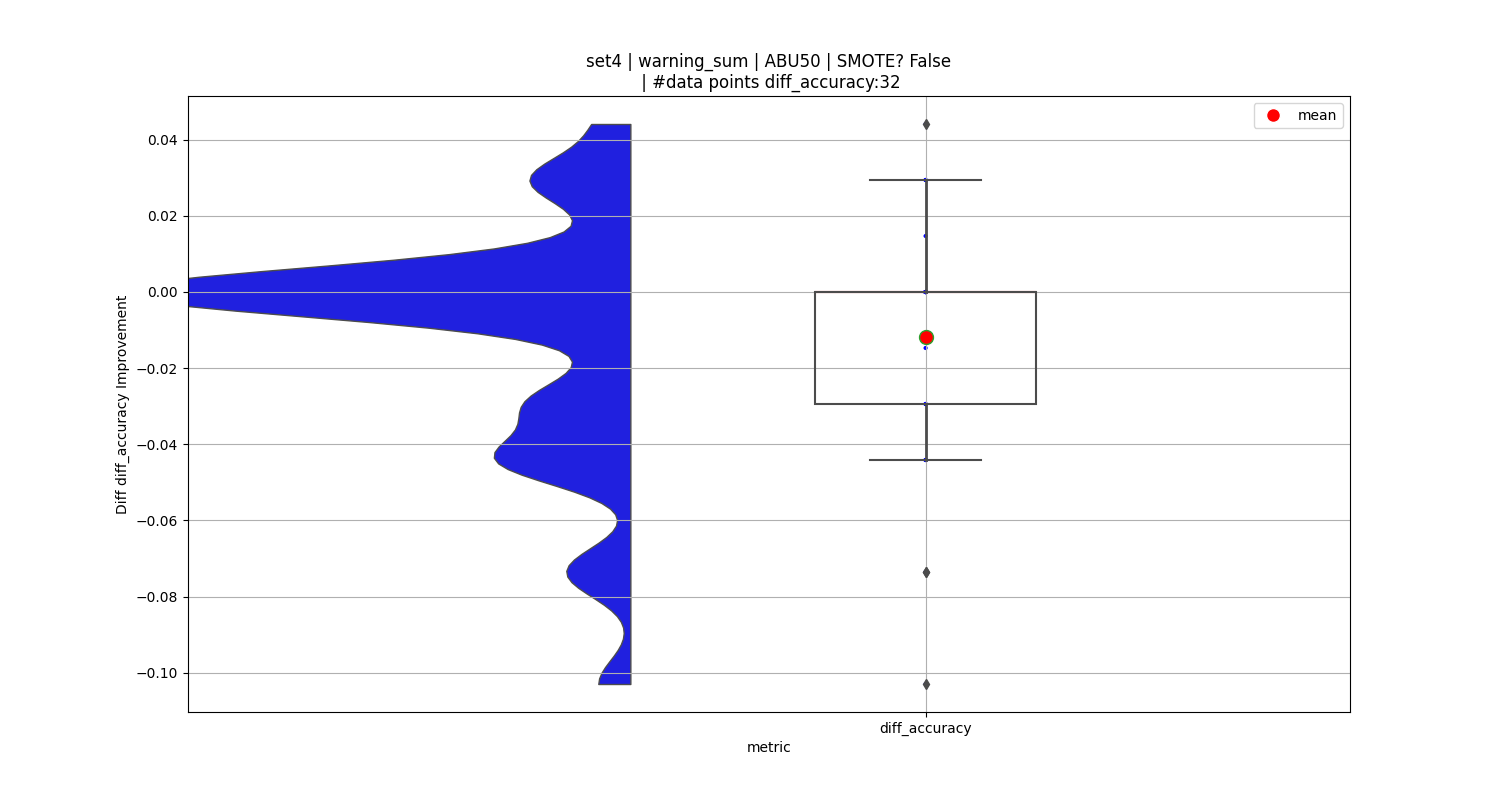 set4 | warning_sum | ABU50 | SMOTE? False
| #data points diff_accuracy:32
mean
0.04
0.02
0.00
−0.02
−0.04
−0.06
−0.08
−0.10
Diff diff_accuracy Improvement
diff_accuracy
metric